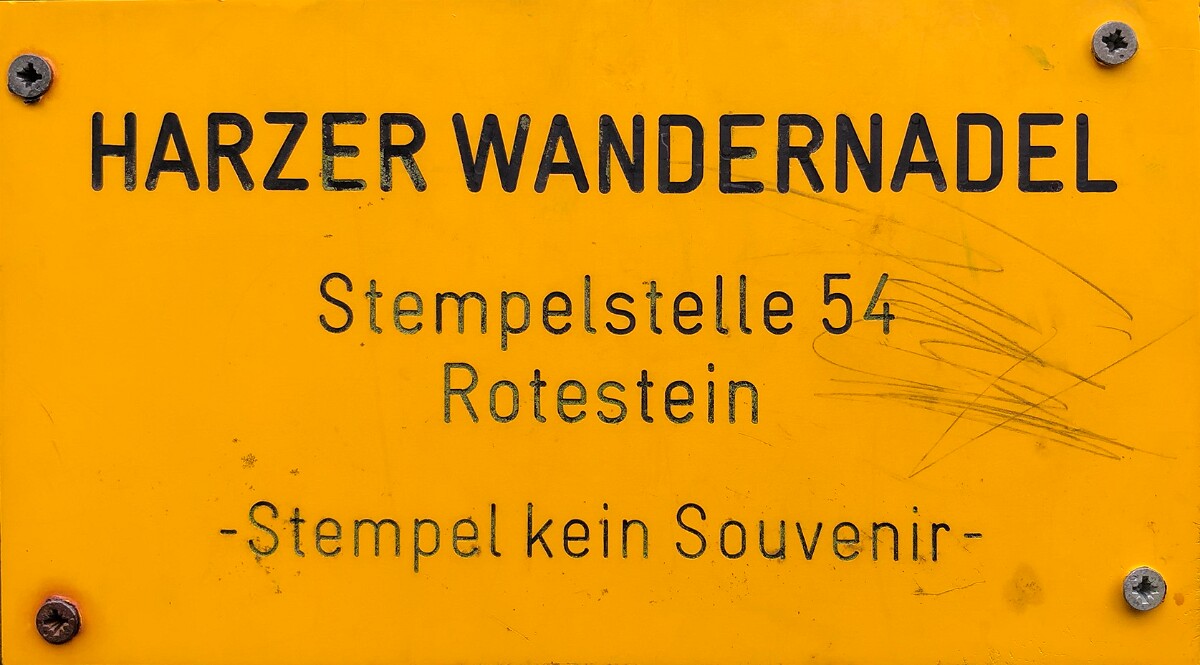 HARZER WANDERNADEL
Stempelstelle 54
Rotestein
-Stempel kein Souvenir-